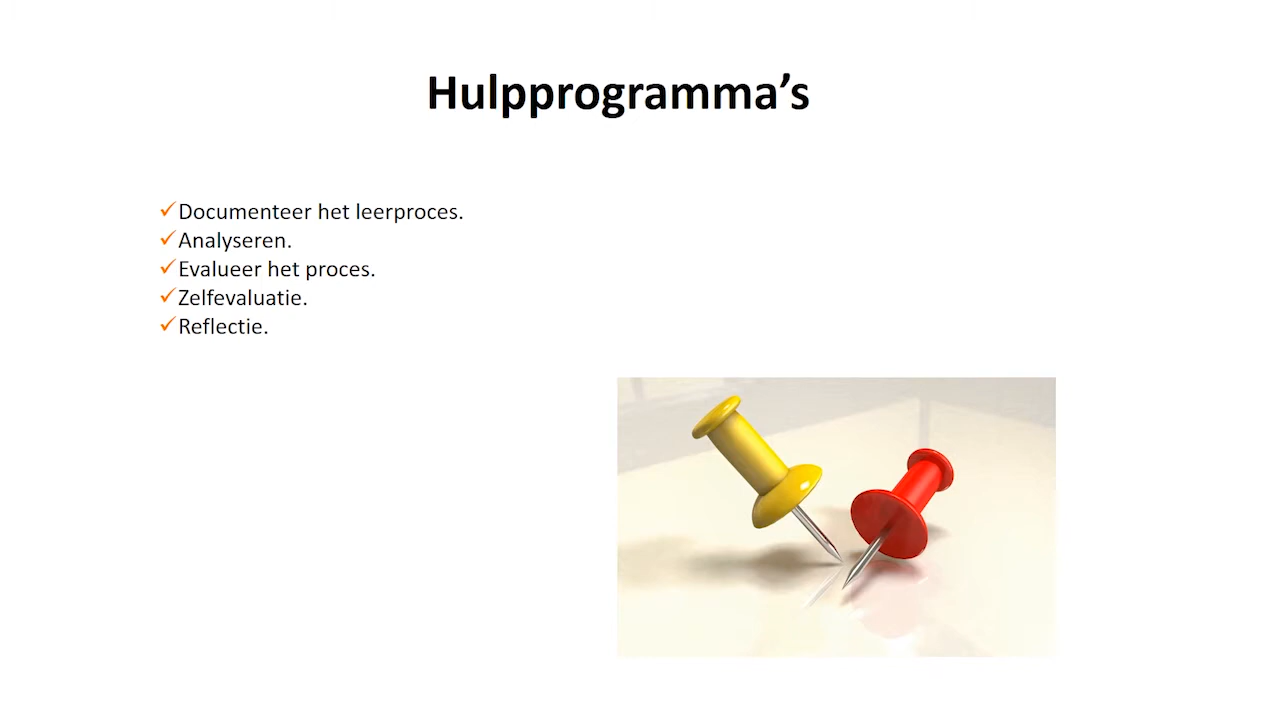 Hulpprogramma’s
✓Documenteer het leerproces.
✓Analyseren.
✓Evalueer het proces.
✓Zelfevaluatie.
✓Reflectie.